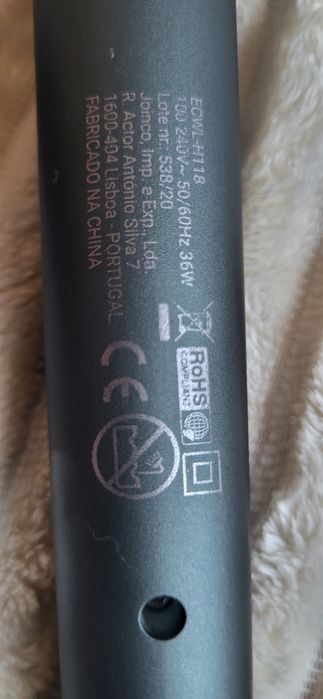 ECWL-H118
100 240V~ 50/60Hz 36W
Lote nr.: 538/20
Joinco, Imp. e Exp., Lda.
R. Actor António Silva 7
1600-404 Lisboa - PORTUGAL
FABRICADO NA CHINA
RoHS
COMPLIANT
CE